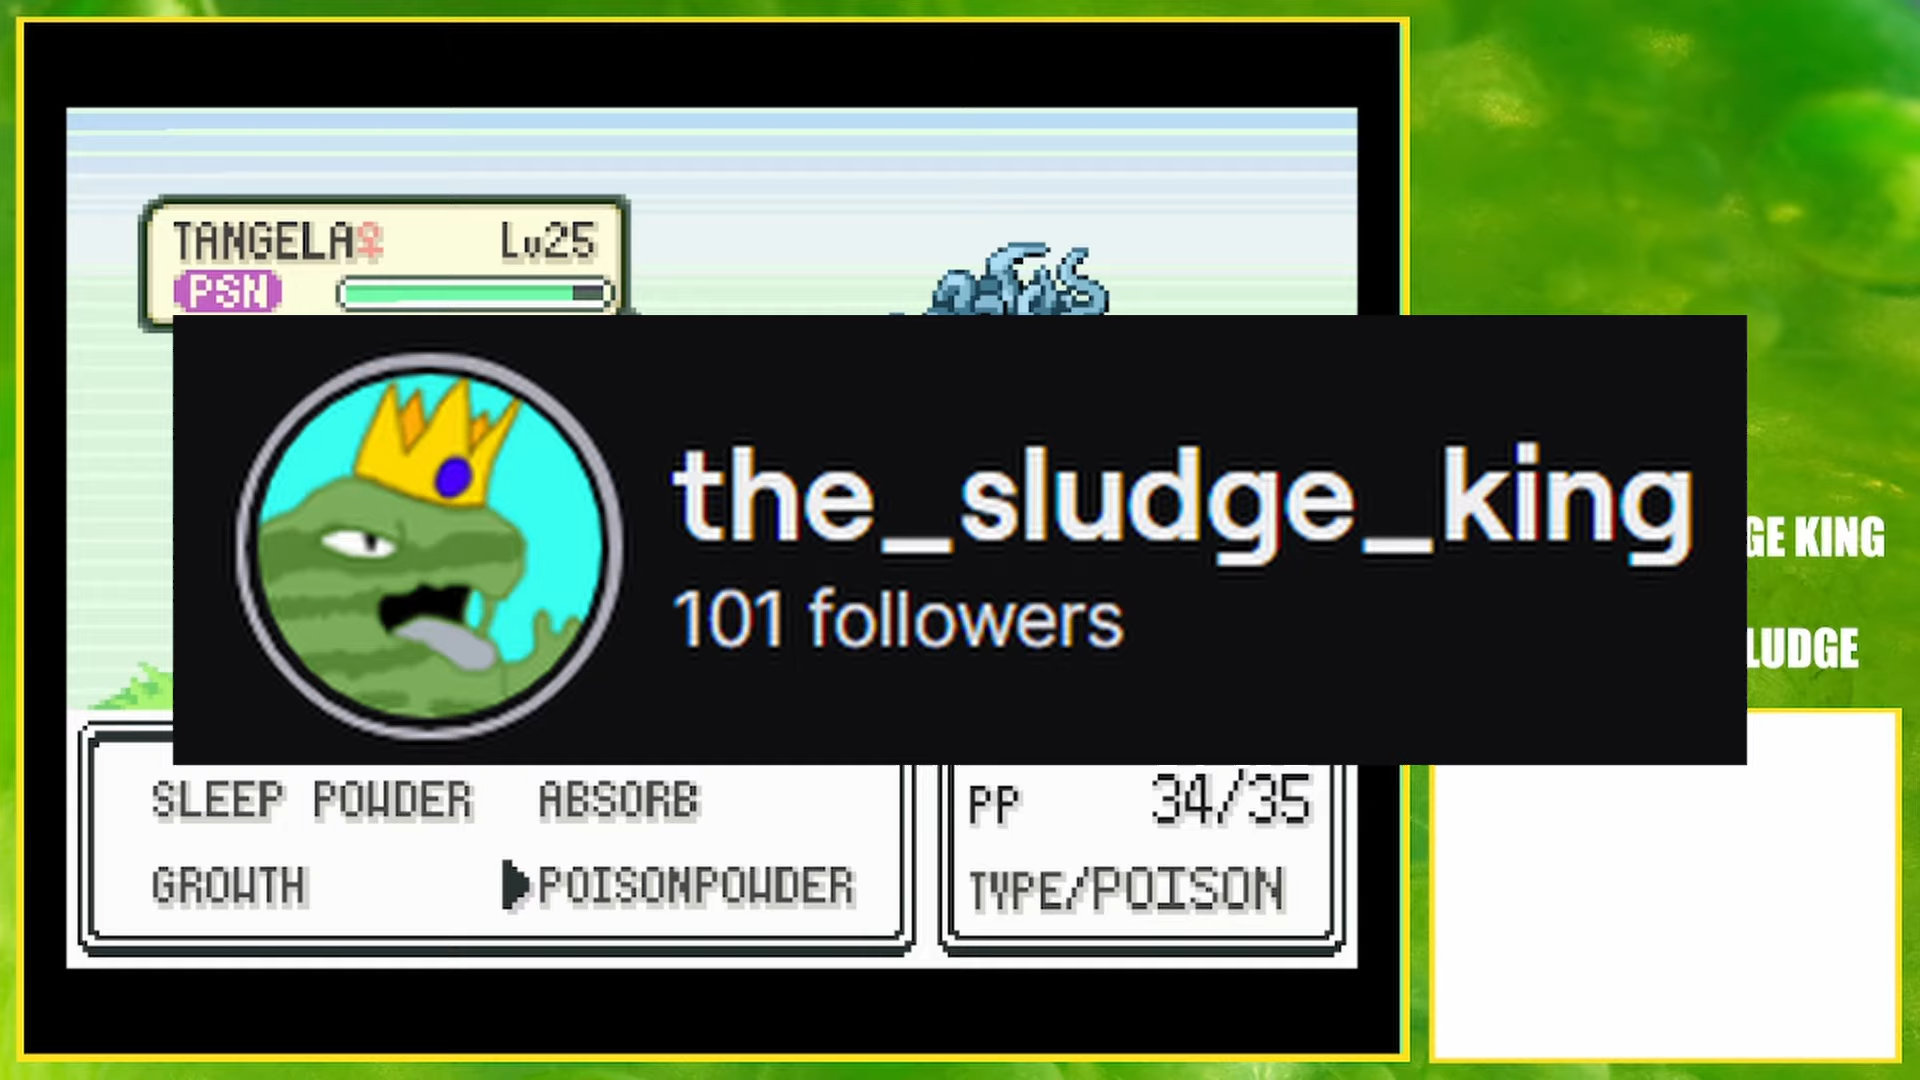 TANGELA♀ Lv25
PSN
the_sludge_king
101 followers
GE KING
LUDGE
SLEEP POWDER ABSORB
PP 34/35
GROWTH ▶POISONPOWDER
TYPE/POISON